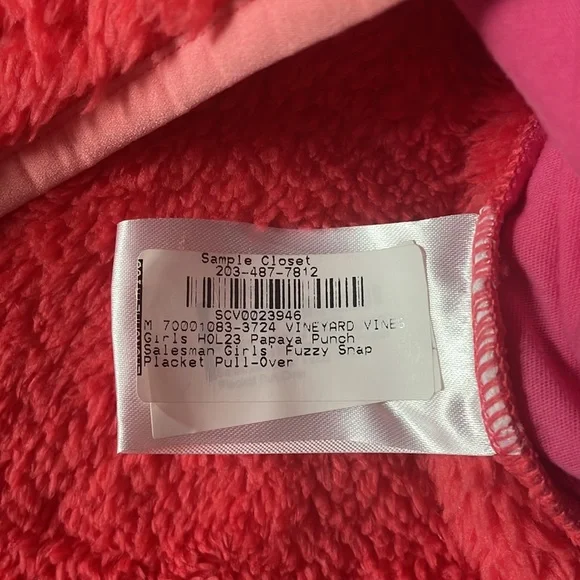 Sample Closet
203-487-7812
SCV0023946
M 70001083-3724 VINEYARD VINES
Girls HOL23 Papaya Punch
Salesman Girls' Fuzzy Snap
Placket Pull-Over